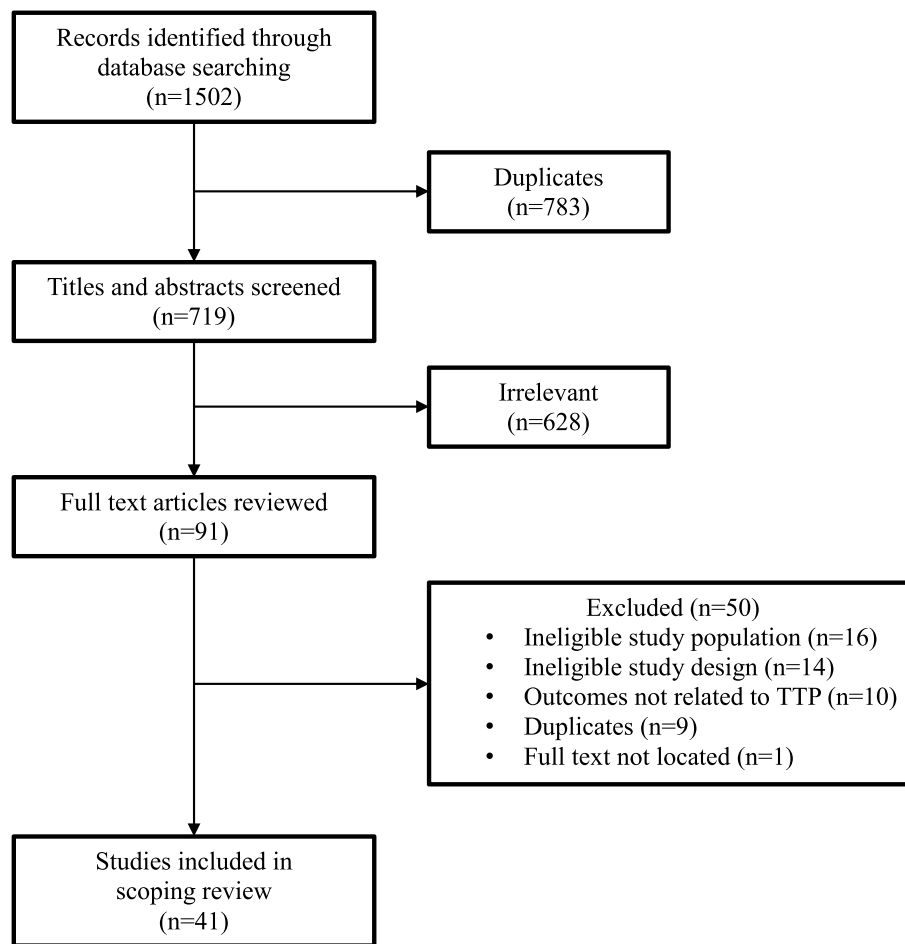 Records identified through
database searching
(n=1502)
Duplicates
(n=783)
Titles and abstracts screened
(n=719)
Irrelevant
(n=628)
Full text articles reviewed
(n=91)
Excluded (n=50)
• Ineligible study population (n=16)
• Ineligible study design (n=14)
• Outcomes not related to TTP (n=10)
• Duplicates (n=9)
• Full text not located (n=1)
Studies included in
scoping review
(n=41)